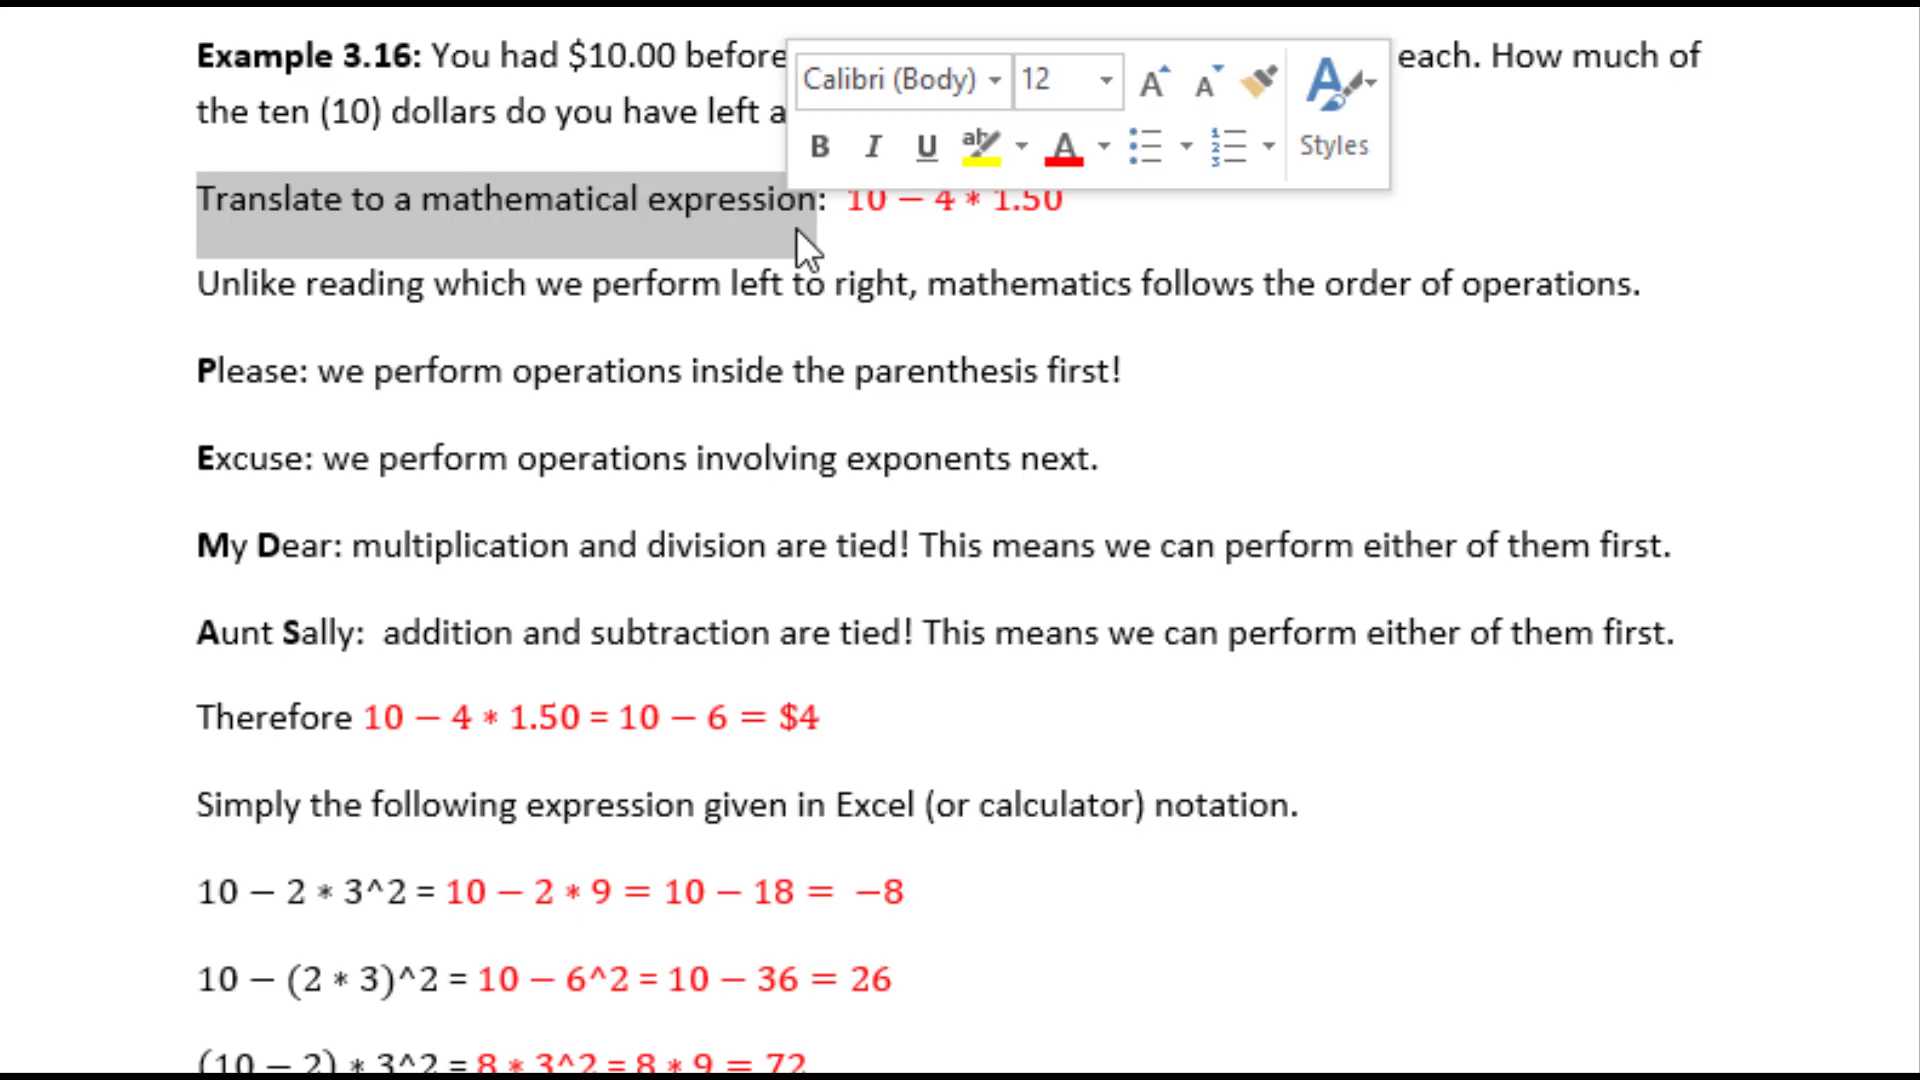 Example 3.16: You had $10.00 before each. How much of
the ten (10) dollars do you have left a
Calibri (Body) 12
B I U ab A Styles
Translate to a mathematical expression: 10 − 4 * 1.50
Unlike reading which we perform left to right, mathematics follows the order of operations.
Please: we perform operations inside the parenthesis first!
Excuse: we perform operations involving exponents next.
My Dear: multiplication and division are tied! This means we can perform either of them first.
Aunt Sally: addition and subtraction are tied! This means we can perform either of them first.
Therefore 10 − 4 * 1.50 = 10 − 6 = $4
Simply the following expression given in Excel (or calculator) notation.
10 − 2 * 3^2 = 10 − 2 * 9 = 10 − 18 = −8
10 − (2 * 3)^2 = 10 − 6^2 = 10 − 36 = 26
(10 − 2) * 3^2 = 8 * 3^2 = 8 * 9 = 72